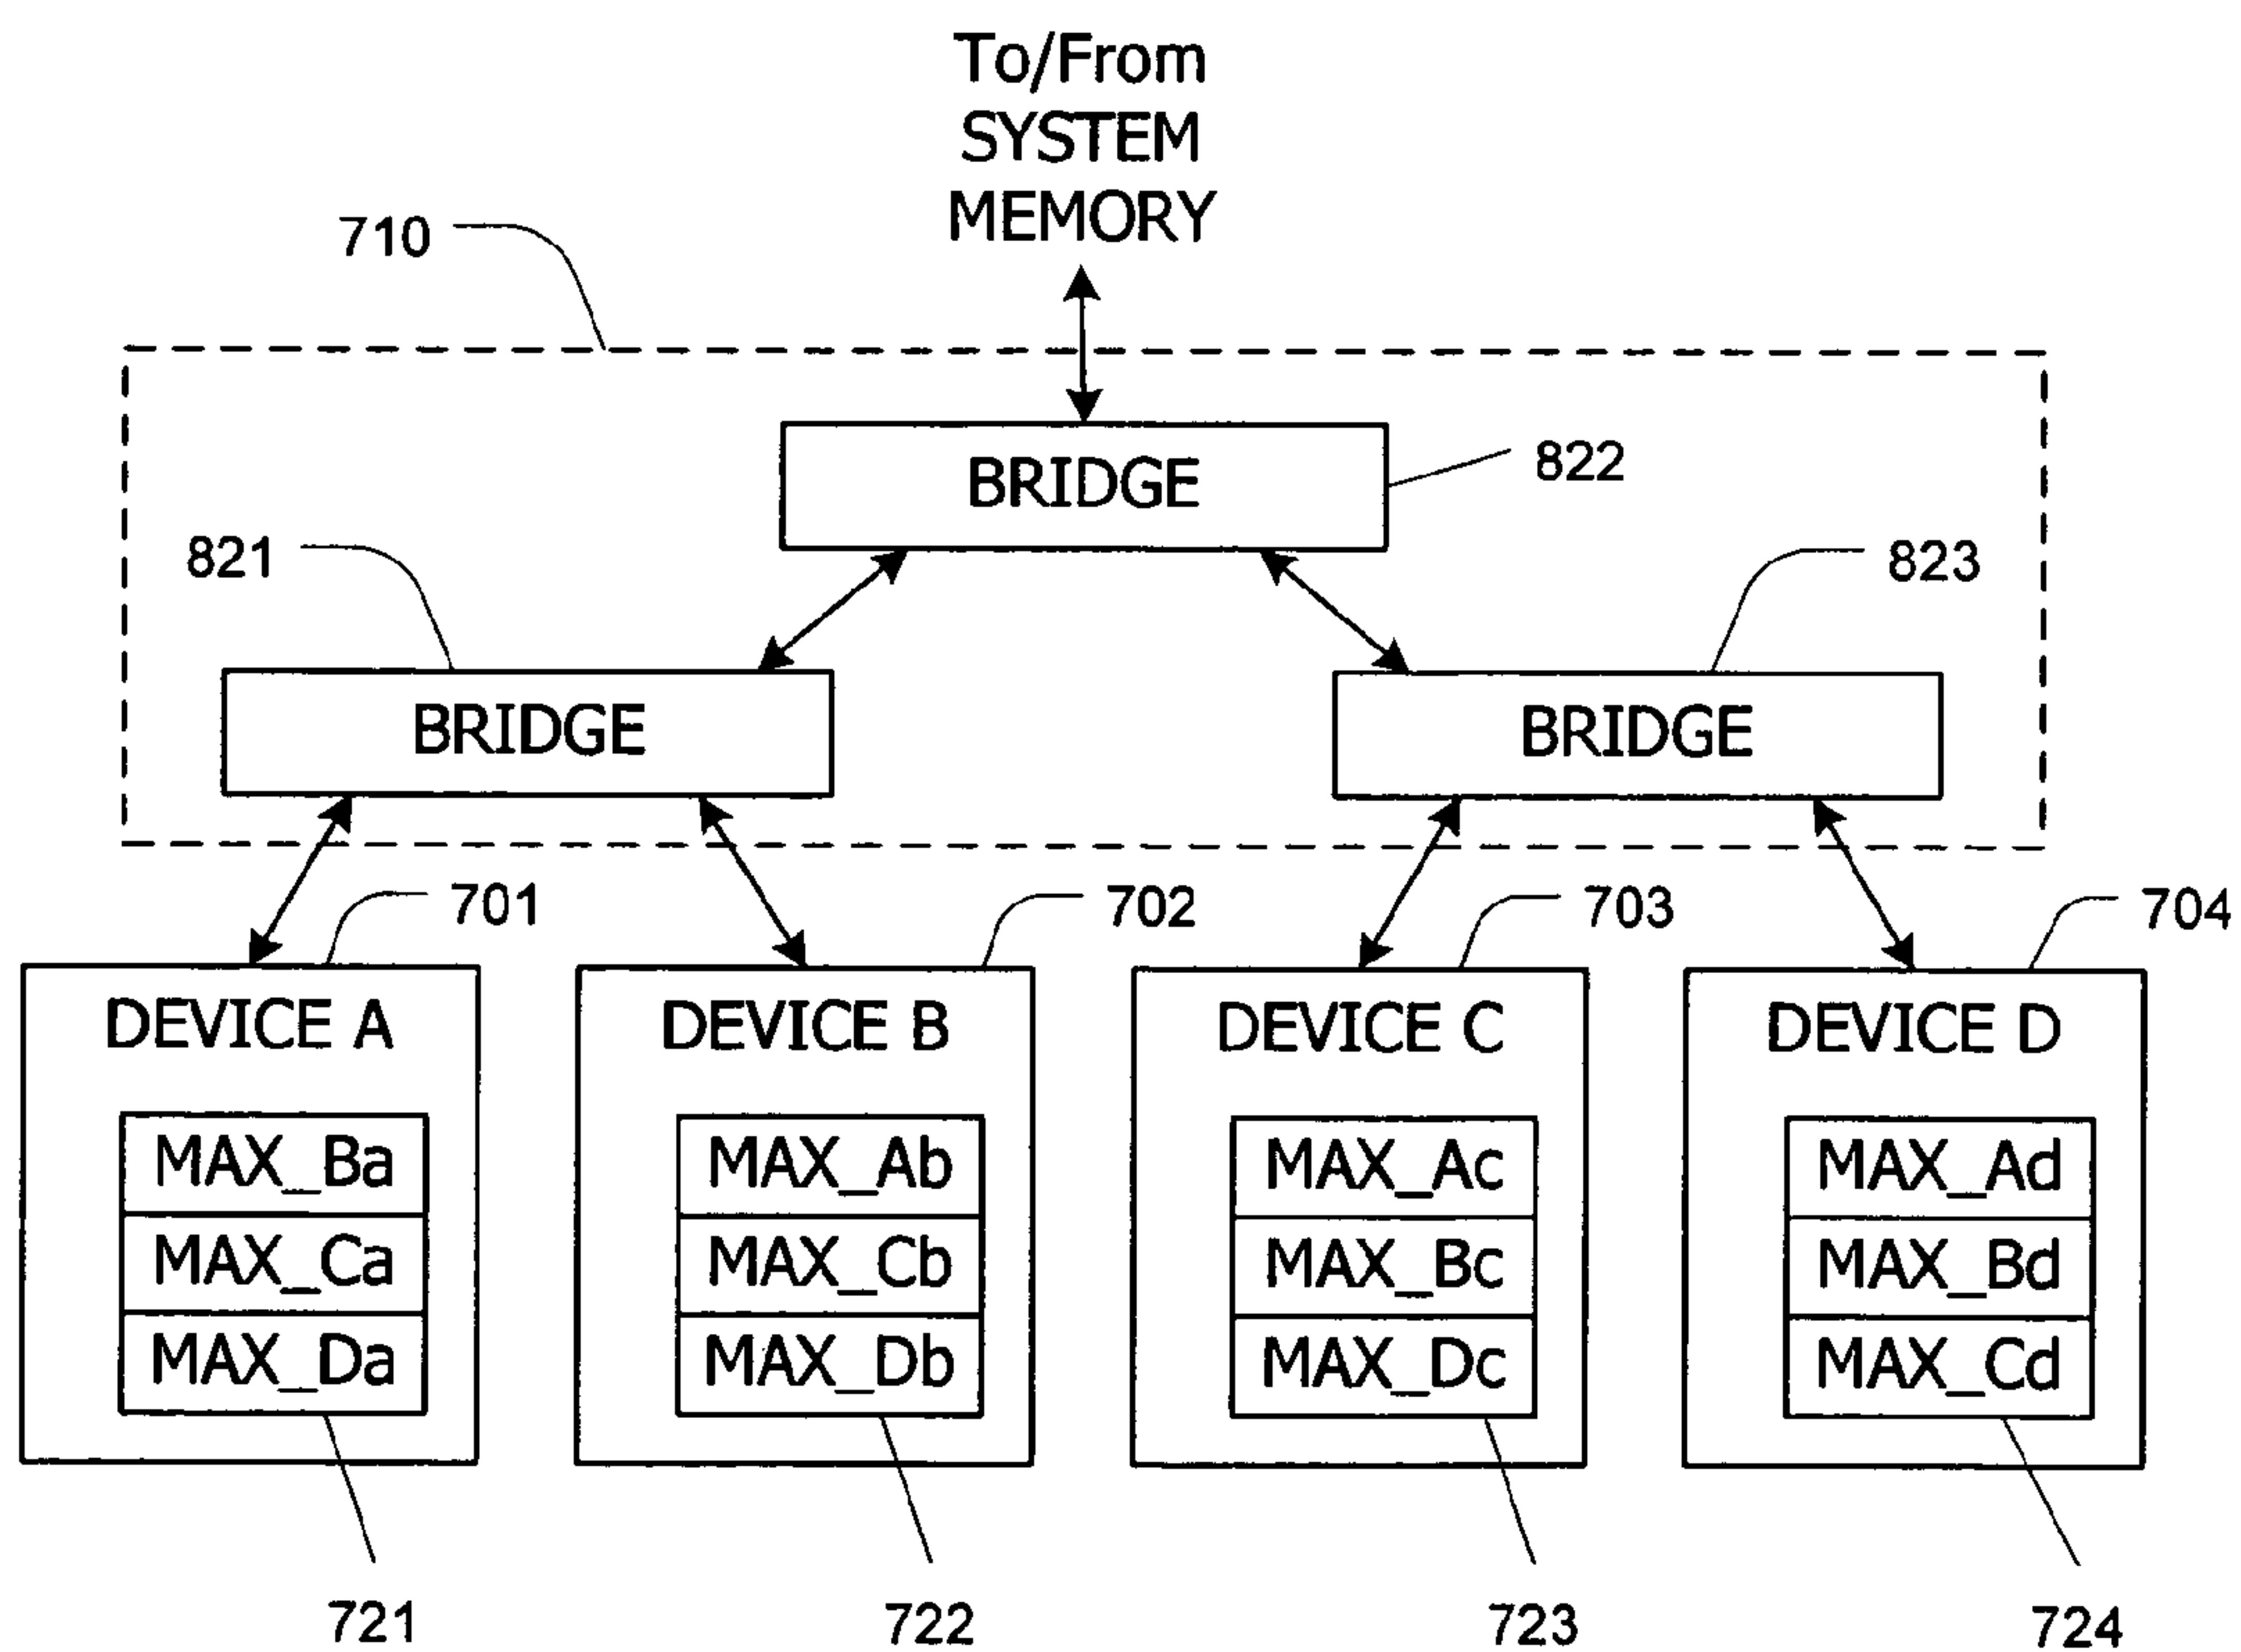 To/From
SYSTEM
MEMORY
710
BRIDGE
822
821
823
BRIDGE
BRIDGE
701
702
703
704
DEVICE A
DEVICE B
DEVICE C
DEVICE D
MAX_Ba
MAX_Ab
MAX_Ac
MAX_Ad
MAX_Ca
MAX_Cb
MAX_Bc
MAX_Bd
MAX_Da
MAX_Db
MAX_Dc
MAX_Cd
721
722
723
724